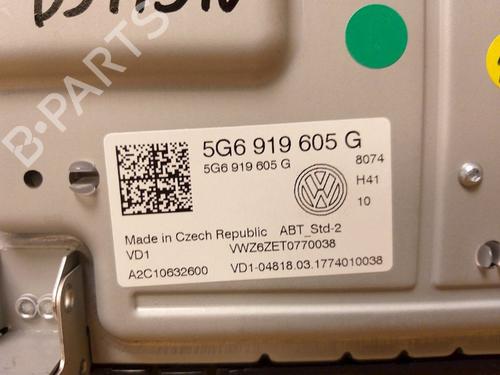 5G6 919 605 G
5G6 919 605 G
8074
H41
10
Made in Czech Republic ABT_Std-2
VD1 VWZ6ZET0770038
A2C10632600 VD1-04818.03.1774010038
B-PARTS